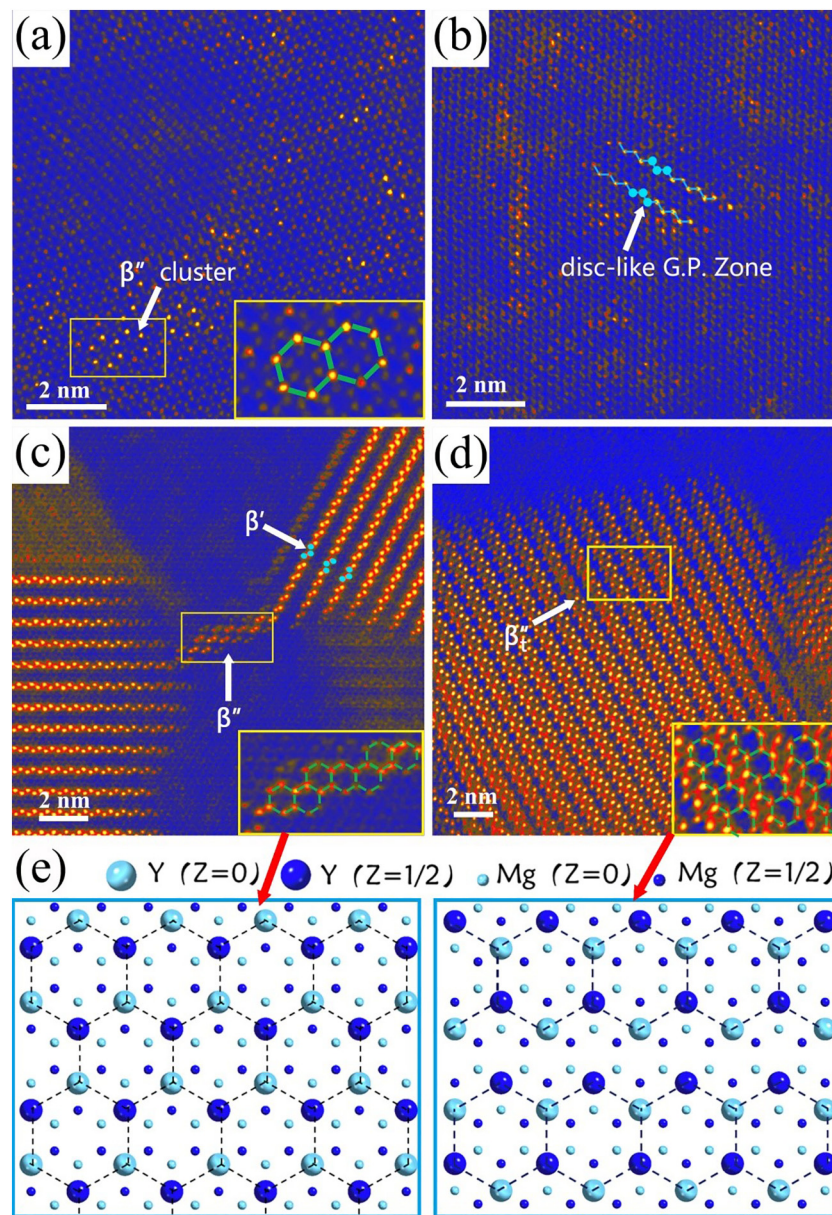 (a)
β″ cluster
2 nm
(b)
disc-like G.P. Zone
2 nm
(c)
β′
β″
2 nm
(d)
β″t
2 nm
(e)
Y (Z=0) Y (Z=1/2) Mg (Z=0) Mg (Z=1/2)